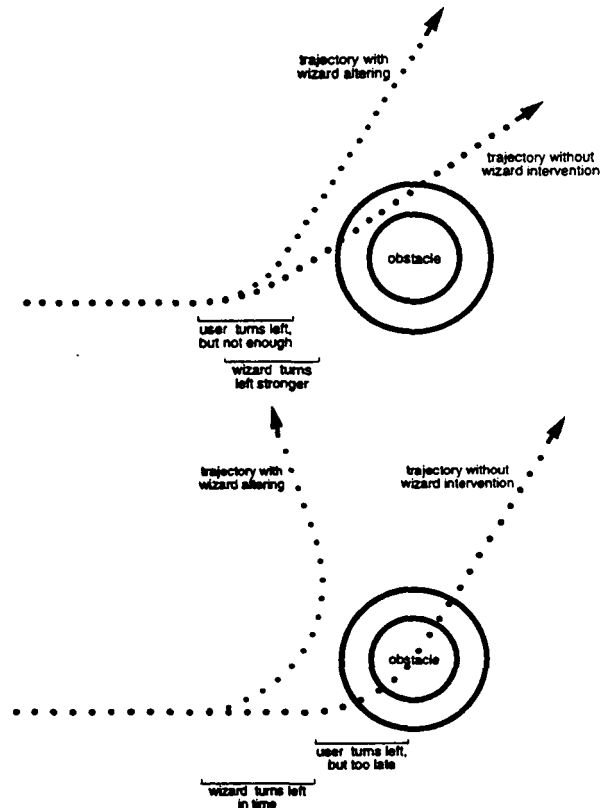 trajectory with
wizard altering
trajectory without
wizard intervention
obstacle
user turns left,
but not enough
wizard turns
left stronger
trajectory with
wizard altering
trajectory without
wizard intervention
obstacle
user turns left,
but too late
wizard turns left
in time